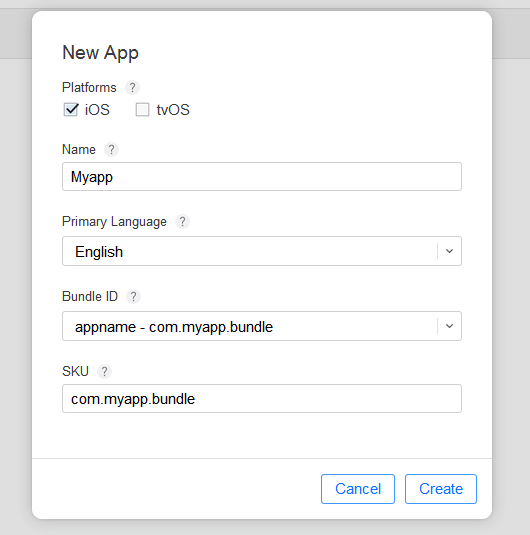 New App
Platforms ?
iOS tvOS
Name ?
Myapp
Primary Language ?
English
Bundle ID ?
appname - com.myapp.bundle
SKU ?
com.myapp.bundle
Cancel Create